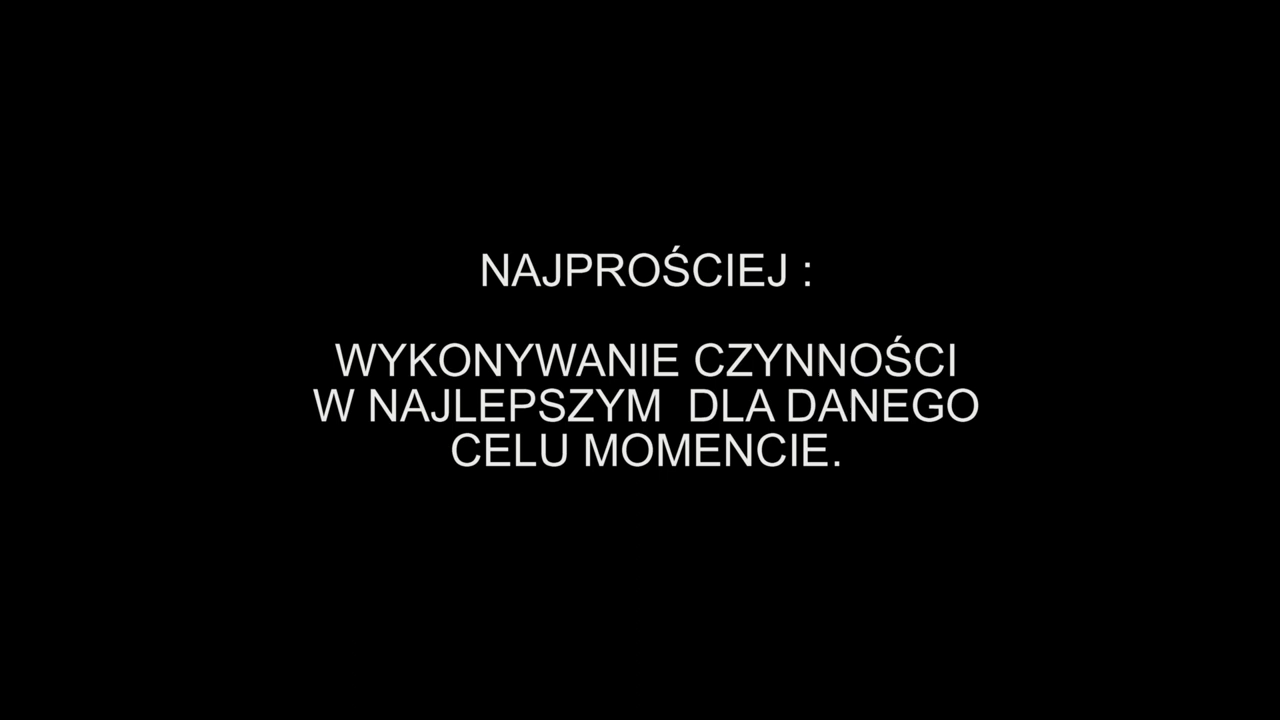 NAJPROŚCIEJ :
WYKONYWANIE CZYNNOŚCI
W NAJLEPSZYM  DLA DANEGO
CELU MOMENCIE.